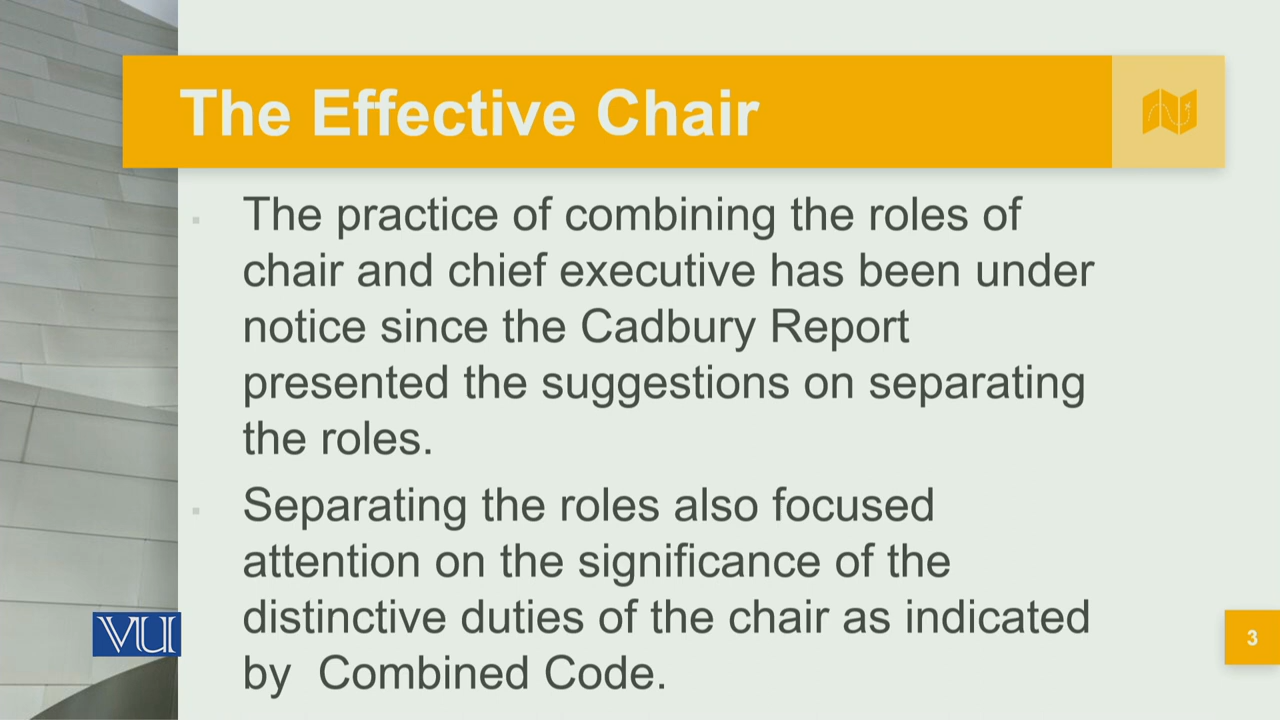 The Effective Chair
The practice of combining the roles of
chair and chief executive has been under
notice since the Cadbury Report
presented the suggestions on separating
the roles.
Separating the roles also focused
attention on the significance of the
distinctive duties of the chair as indicated
by  Combined Code.
VU
3